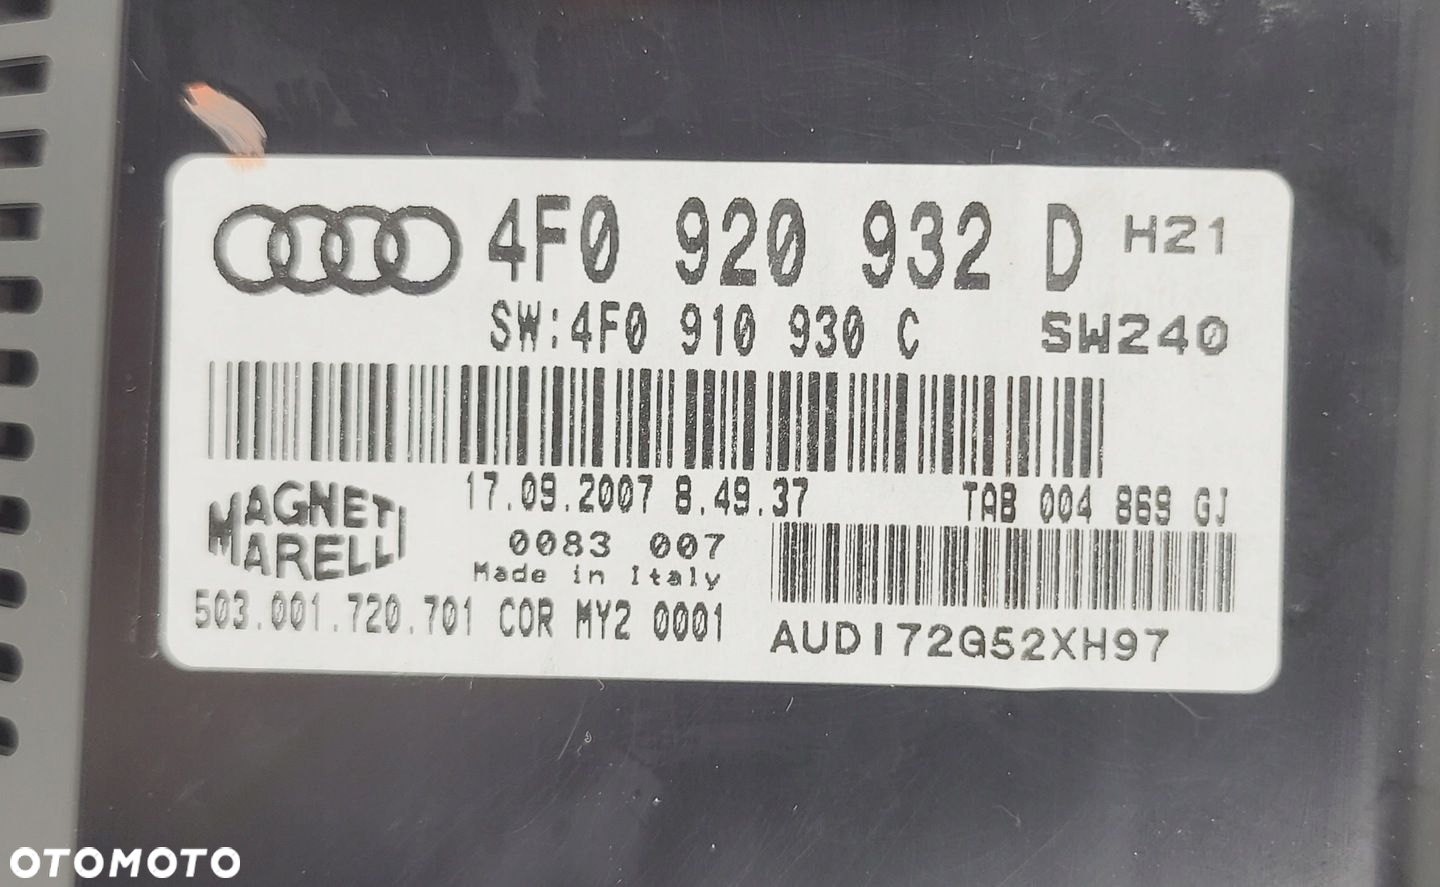 4F0 920 932 D H21
SW:4F0 910 930 C SW240
17.09.2007 8.49.37 TAB 004 869 GJ
MAGNETI
MARELLI
0083 007
Made in Italy
503.001.720.701 COR MY2 0001
AUDI72G52XH97
OTOMOTO